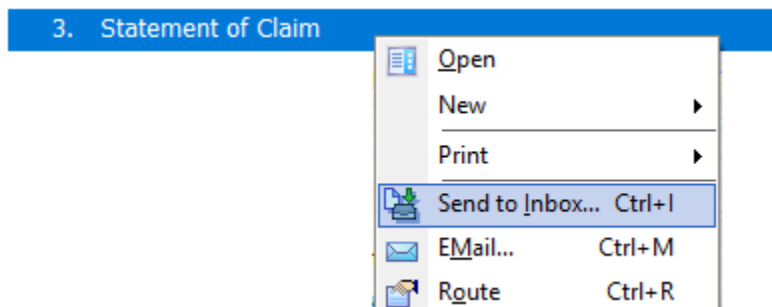 3. Statement of Claim
Open
New
Print
Send to Inbox... Ctrl+I
EMail... Ctrl+M
Route Ctrl+R